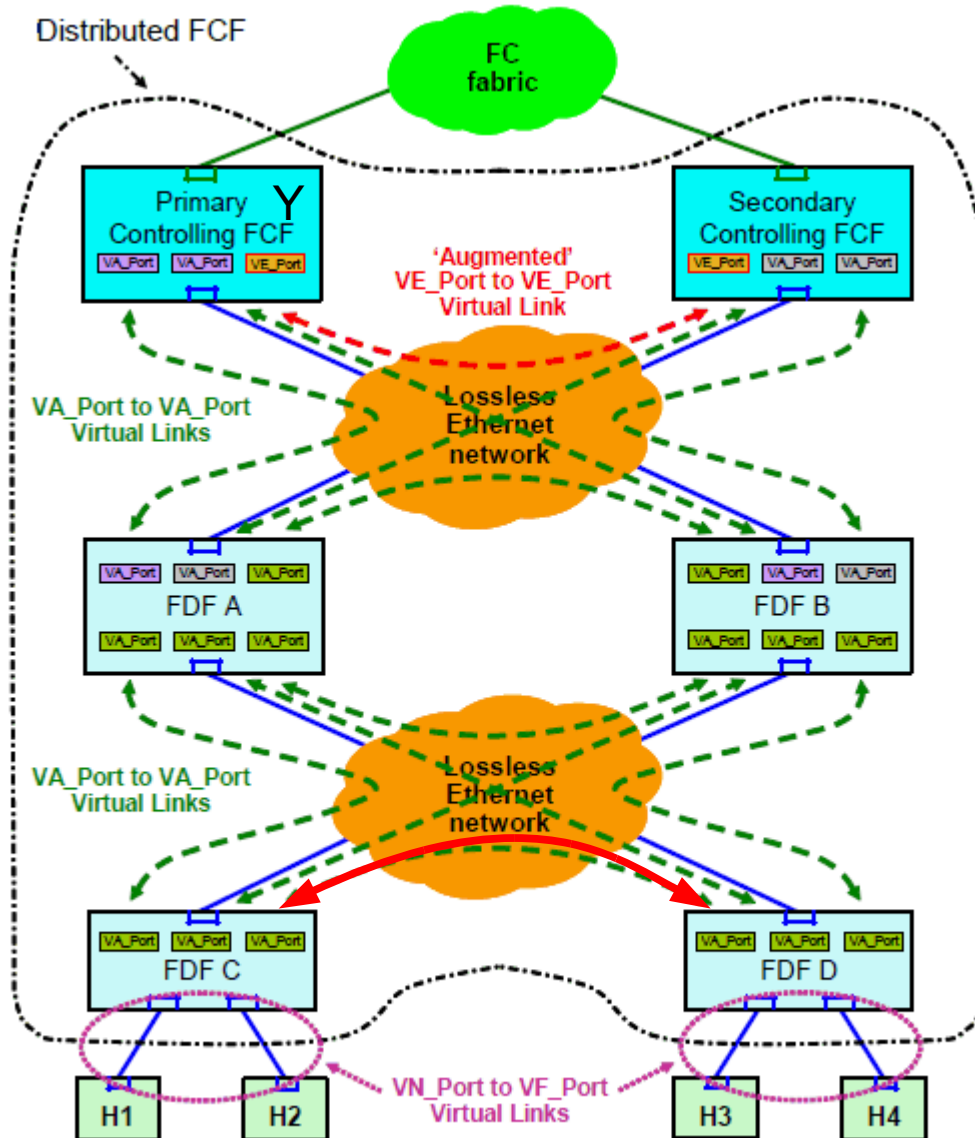 Distributed FCF
FC
fabric
Primary
Y
Controlling FCF
VA_Port
VA_Port
VE_Port
Secondary
Controlling FCF
VE_Port
VA_Port
VA_Port
‘Augmented’
VE_Port to VE_Port
Virtual Link
Lossless
Ethernet
network
VA_Port to VA_Port
Virtual Links
VA_Port
VA_Port
VA_Port
FDF A
VA_Port
VA_Port
VA_Port
VA_Port
VA_Port
VA_Port
FDF B
VA_Port
VA_Port
VA_Port
VA_Port to VA_Port
Virtual Links
Lossless
Ethernet
network
VA_Port
VA_Port
VA_Port
FDF C
VA_Port
VA_Port
VA_Port
FDF D
VN_Port to VF_Port
Virtual Links
H1
H2
H3
H4